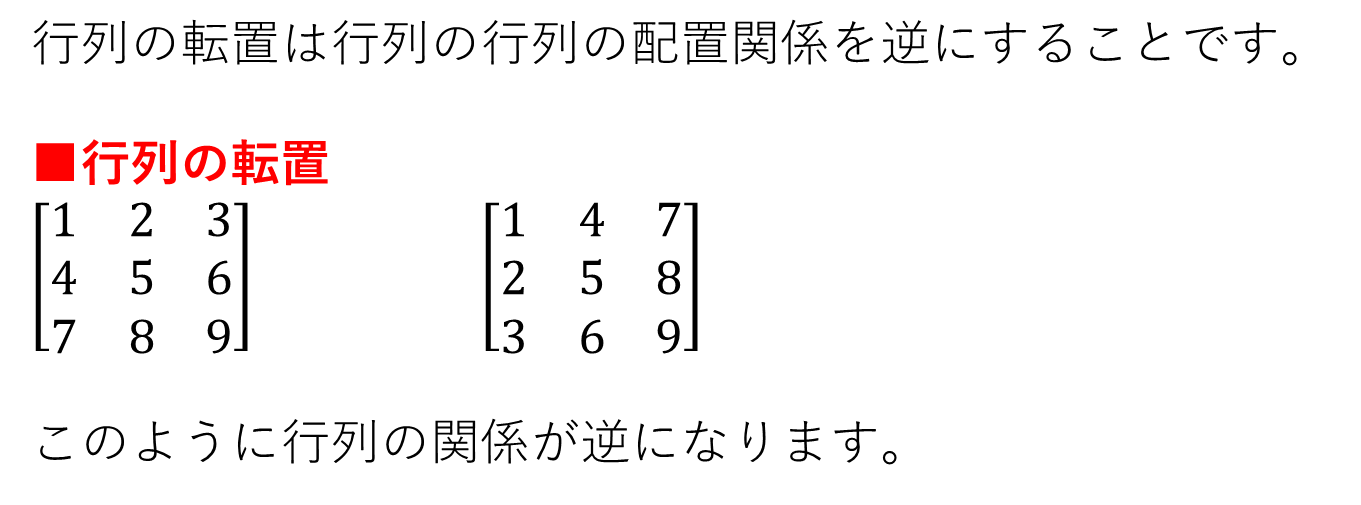 行列の転置は行列の行列の配置関係を逆にすることです。
■行列の転置
[1 2 3] [1 4 7]
[4 5 6] [2 5 8]
[7 8 9] [3 6 9]
このように行列の関係が逆になります。